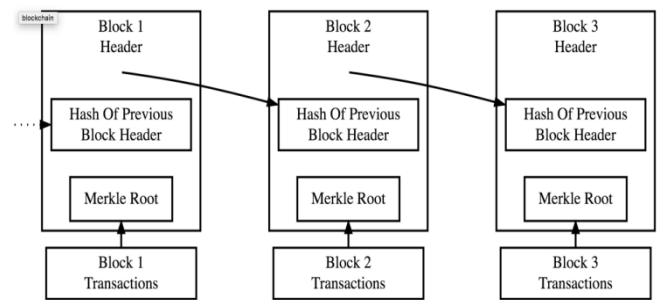 blockchain
Block 1
Header
Hash Of Previous
Block Header
Merkle Root
Block 1
Transactions
Block 2
Header
Hash Of Previous
Block Header
Merkle Root
Block 2
Transactions
Block 3
Header
Hash Of Previous
Block Header
Merkle Root
Block 3
Transactions